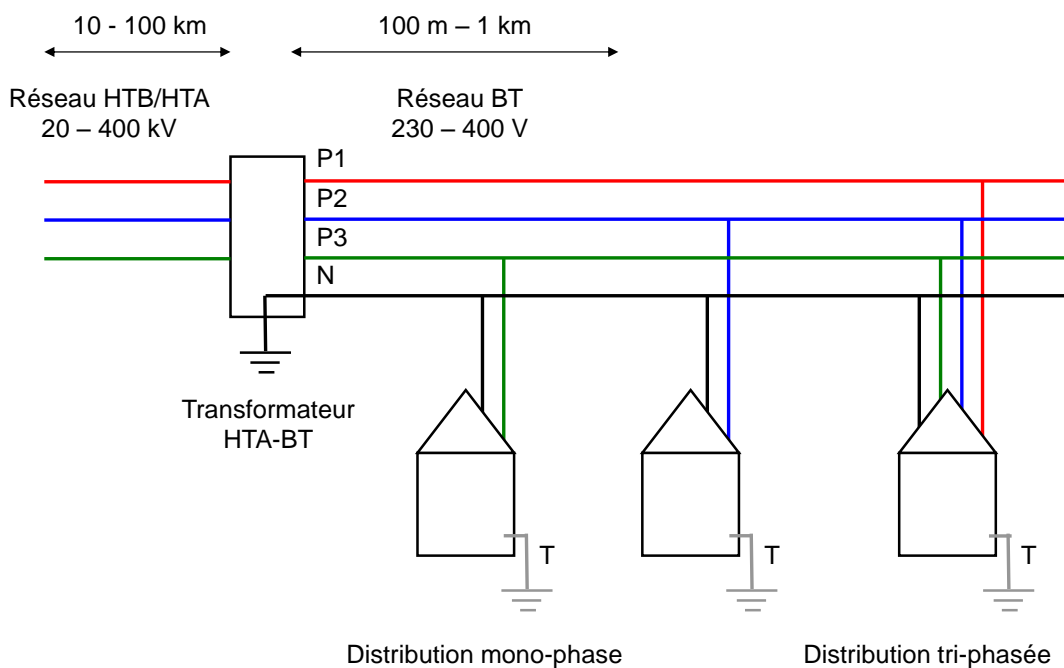 10 - 100 km
100 m – 1 km
Réseau HTB/HTA
20 – 400 kV
Réseau BT
230 – 400 V
P1
P2
P3
N
Transformateur
HTA-BT
T
T
T
Distribution mono-phase
Distribution tri-phasée